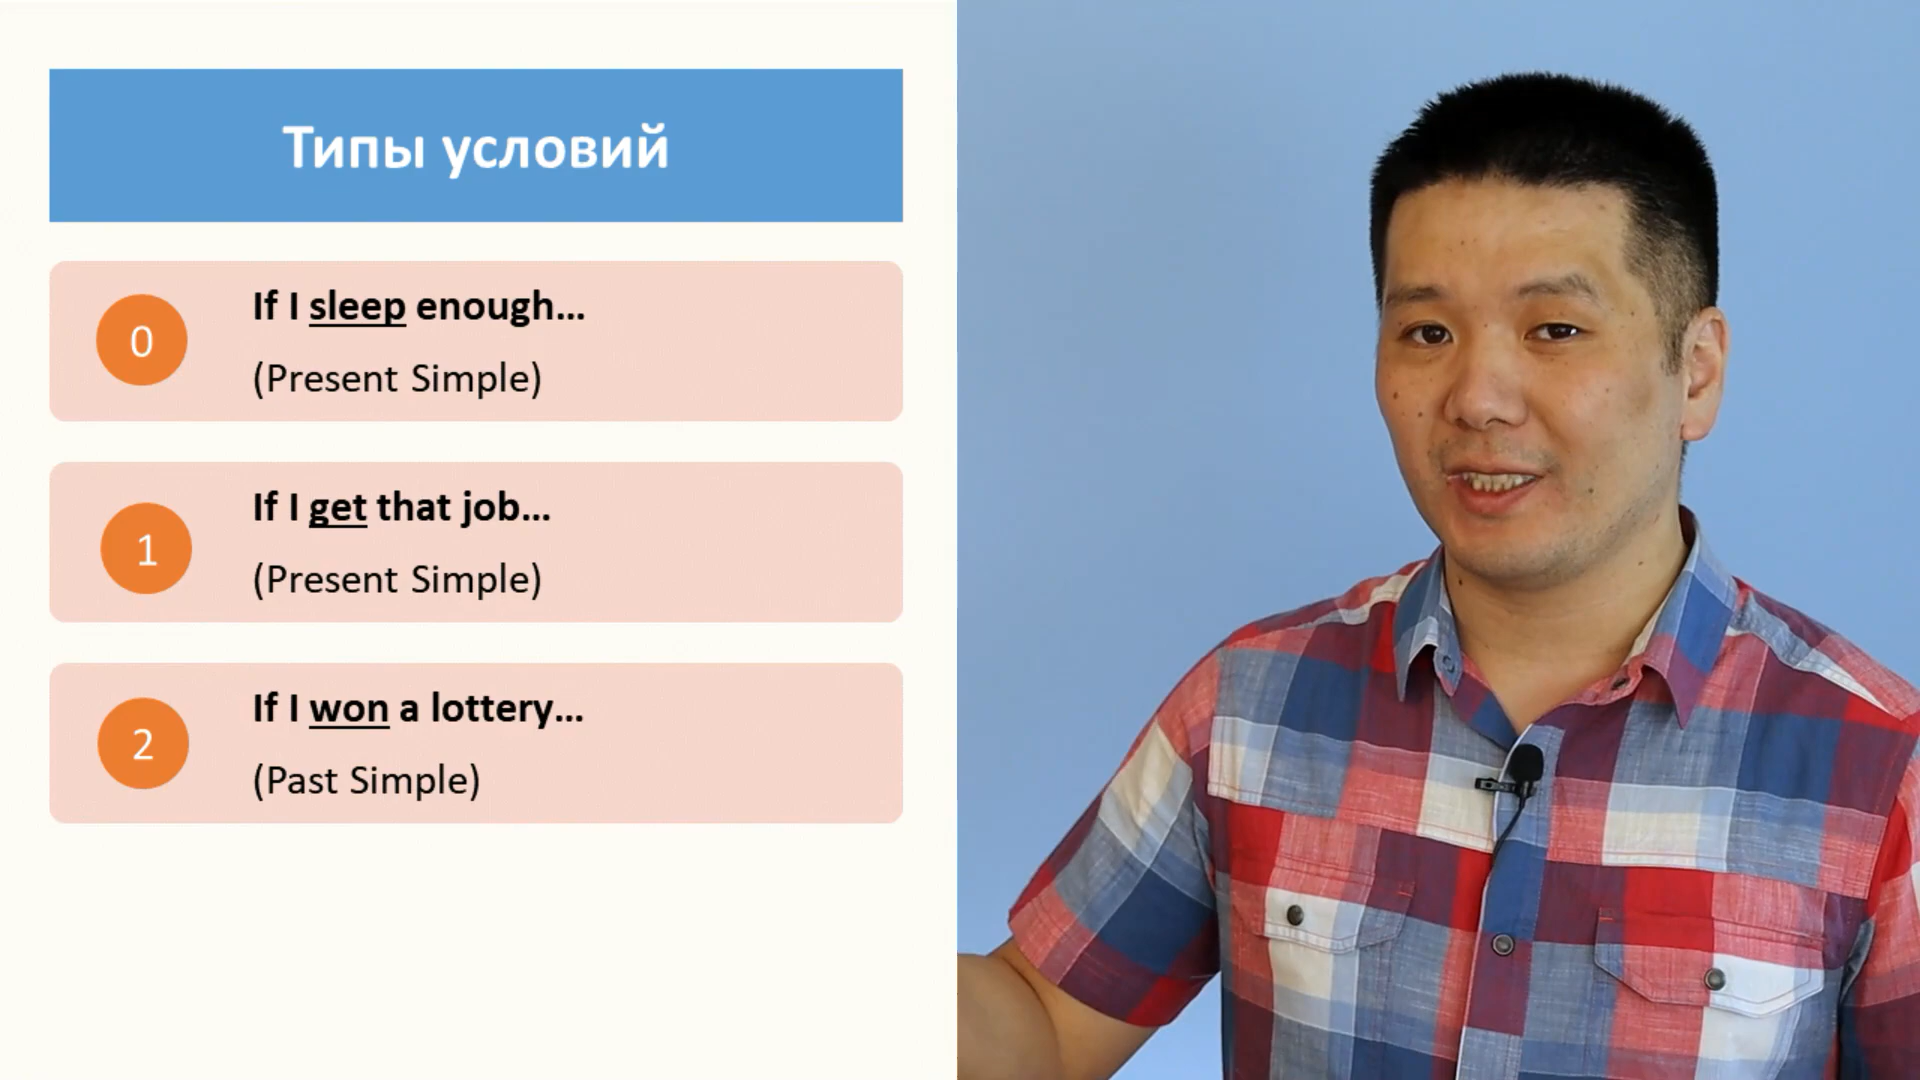 Типы условий
0
If I sleep enough...
(Present Simple)
1
If I get that job...
(Present Simple)
2
If I won a lottery...
(Past Simple)